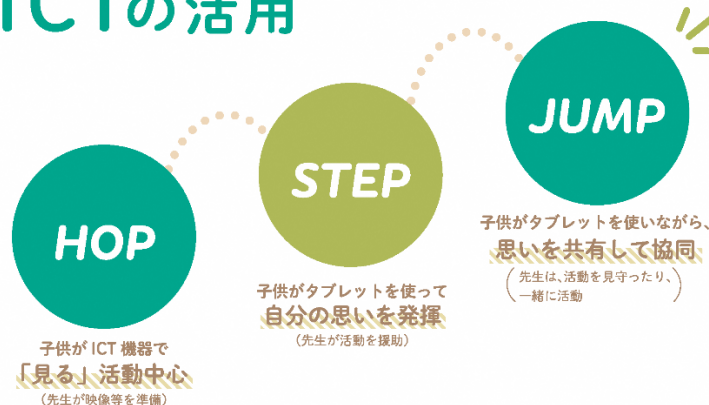 ICTの活用
HOP
子供が ICT 機器で
「見る」活動中心
(先生が映像等を準備)
STEP
子供がタブレットを使って
自分の思いを発揮
(先生が活動を援助)
JUMP
子供がタブレットを使いながら、
思いを共有して協同
(先生は、活動を見守ったり、
一緒に活動)